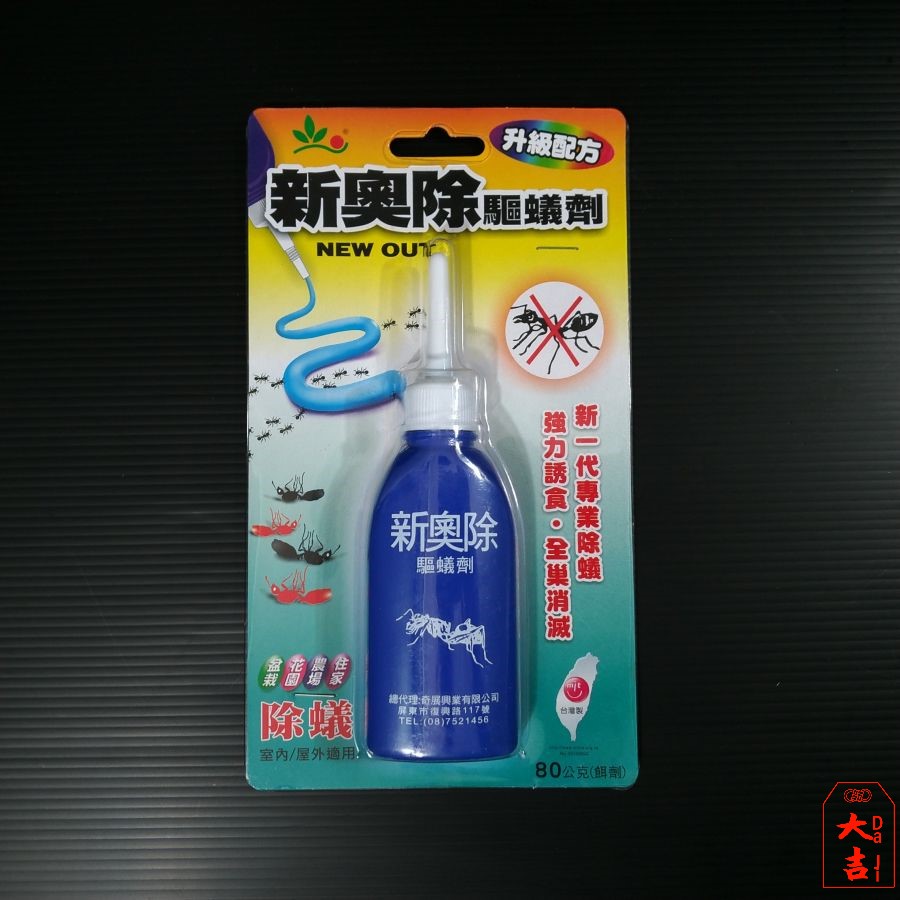 升級配方
新奧除驅蟻劑
NEW OUT
新一代專業除蟻
強力誘食・全巢消滅
新奧除
驅蟻劑
總代理:奇展興業有限公司
屏東市復興路117號
TEL:(08)7521456
住家
農場
花園
盆栽
除蟻
室內/屋外適用
mit
台灣製
80公克(餌劑)
大吉
Da Ji